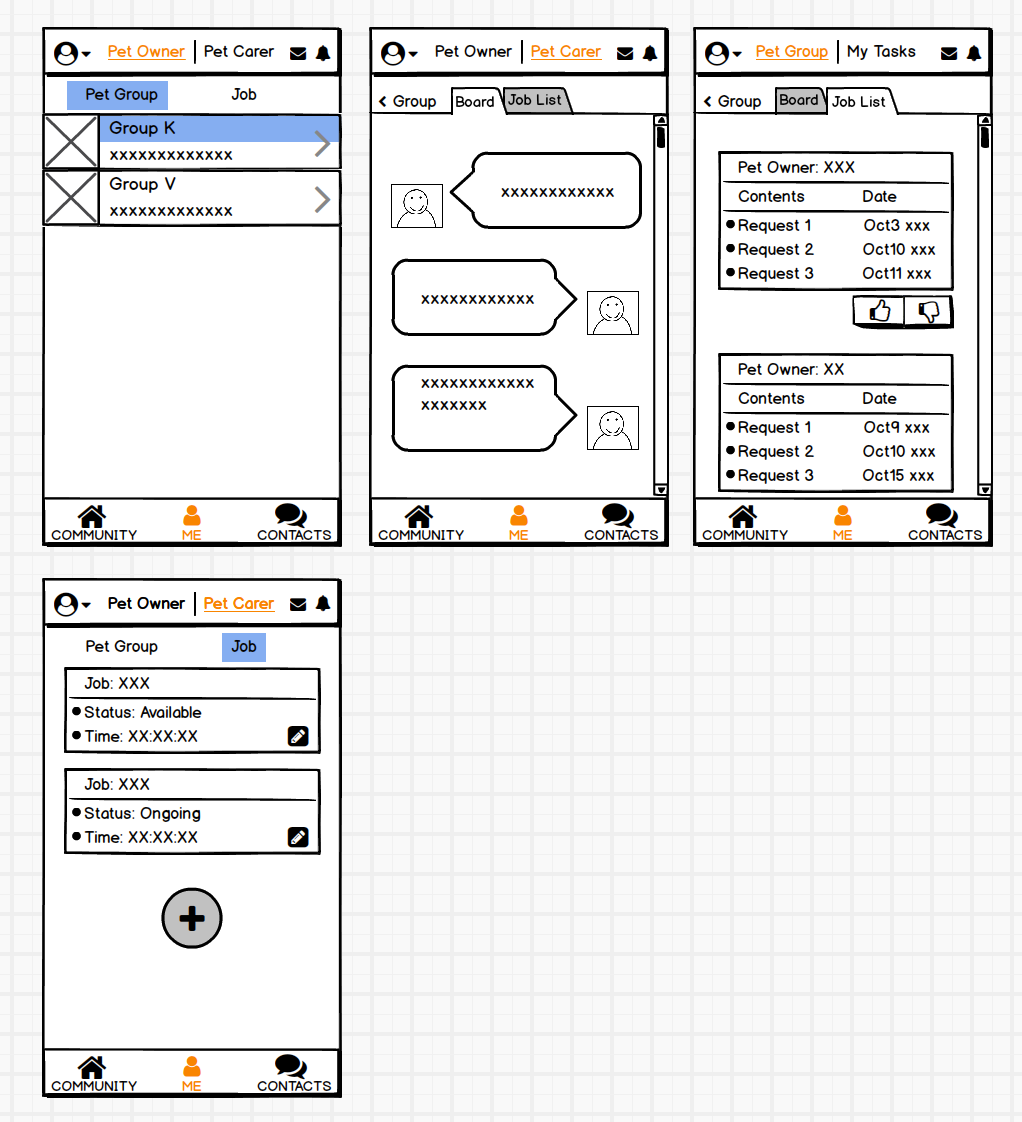 Pet Owner Pet Carer
Pet Group Job
Group K
xxxxxxxxxxxxx
Group V
xxxxxxxxxxxxx
COMMUNITY ME CONTACTS
Pet Owner Pet Carer
Group Board Job List
xxxxxxxxxxxx
xxxxxxxxxxxx
xxxxxxxxxxxx
xxxxxxx
COMMUNITY ME CONTACTS
Pet Group My Tasks
Group Board Job List
Pet Owner: XXX
Contents Date
Request 1 Oct3 xxx
Request 2 Oct10 xxx
Request 3 Oct11 xxx
Pet Owner: XX
Contents Date
Request 1 Oct9 xxx
Request 2 Oct10 xxx
Request 3 Oct15 xxx
COMMUNITY ME CONTACTS
Pet Owner Pet Carer
Pet Group Job
Job: XXX
Status: Available
Time: XX:XX:XX
Job: XXX
Status: Ongoing
Time: XX:XX:XX
COMMUNITY ME CONTACTS